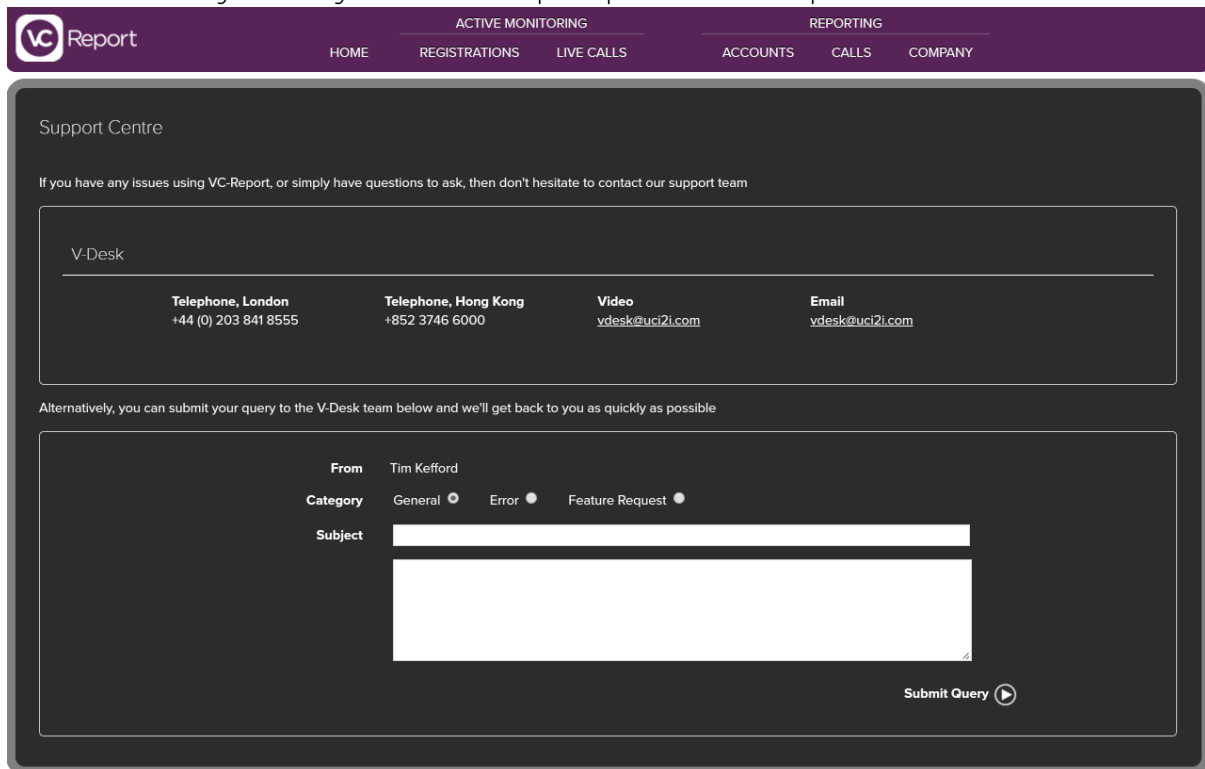 VC Report
ACTIVE MONITORING REPORTING
HOME REGISTRATIONS LIVE CALLS ACCOUNTS CALLS COMPANY
Support Centre
If you have any issues using VC-Report, or simply have questions to ask, then don't hesitate to contact our support team
V-Desk
Telephone, London Telephone, Hong Kong Video Email
+44 (0) 203 841 8555 +852 3746 6000 vdesk@uci2i.com vdesk@uci2i.com
Alternatively, you can submit your query to the V-Desk team below and we'll get back to you as quickly as possible
From Tim Kefford
Category General Error Feature Request
Subject
Submit Query